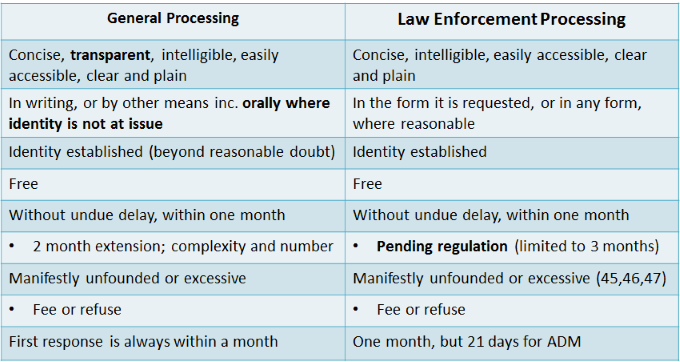 General Processing
Law Enforcement Processing
Concise, transparent, intelligible, easily
accessible, clear and plain
Concise, intelligible, easily accessible, clear
and plain
In writing, or by other means inc. orally where
identity is not at issue
In the form it is requested, or in any form,
where reasonable
Identity established (beyond reasonable doubt)
Identity established
Free
Free
Without undue delay, within one month
Without undue delay, within one month
• 2 month extension; complexity and number
• Pending regulation (limited to 3 months)
Manifestly unfounded or excessive
Manifestly unfounded or excessive (45,46,47)
• Fee or refuse
• Fee or refuse
First response is always within a month
One month, but 21 days for ADM